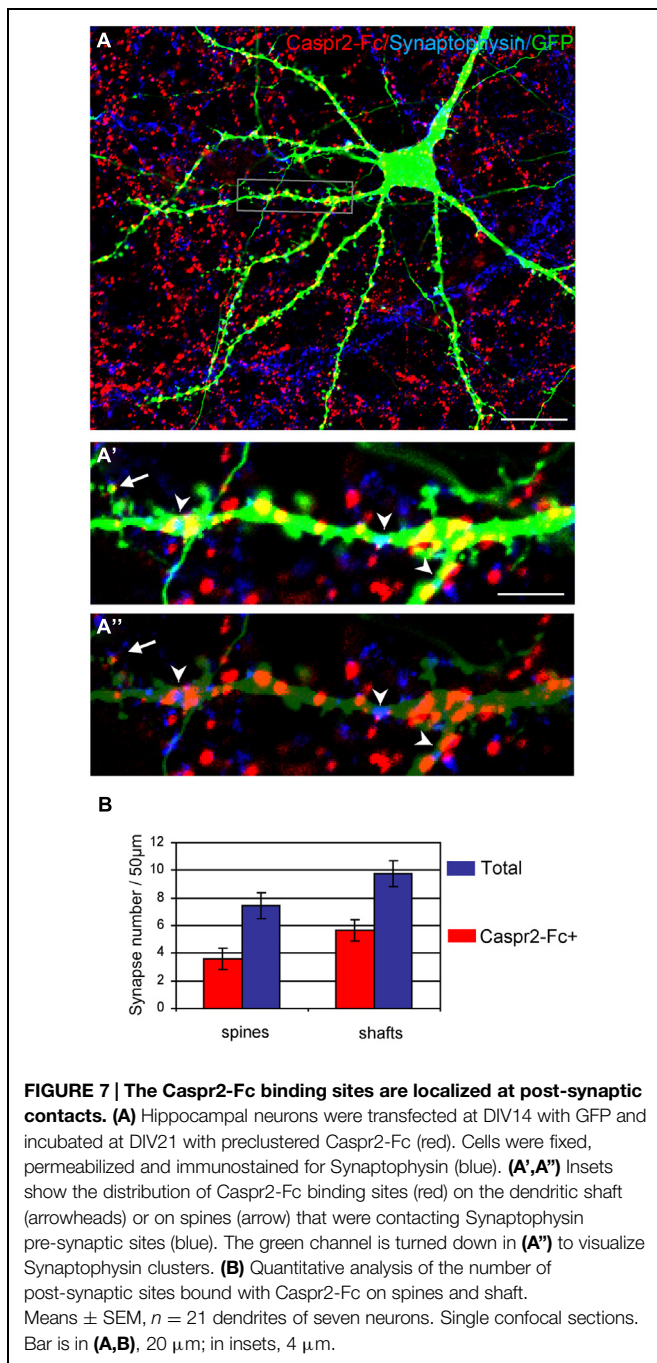 A
Caspr2-Fc/Synaptophysin/GFP
A'
A''
B
12
10
8
6
4
2
0
Synapse number / 50μm
spines
shafts
Total
Caspr2-Fc+
FIGURE 7 | The Caspr2-Fc binding sites are localized at post-synaptic
contacts. (A) Hippocampal neurons were transfected at DIV14 with GFP and
incubated at DIV21 with preclustered Caspr2-Fc (red). Cells were fixed,
permeabilized and immunostained for Synaptophysin (blue). (A',A'') Insets
show the distribution of Caspr2-Fc binding sites (red) on the dendritic shaft
(arrowheads) or on spines (arrow) that were contacting Synaptophysin
pre-synaptic sites (blue). The green channel is turned down in (A'') to visualize
Synaptophysin clusters. (B) Quantitative analysis of the number of
post-synaptic sites bound with Caspr2-Fc on spines and shaft.
Means ± SEM, n = 21 dendrites of seven neurons. Single confocal sections.
Bar is in (A,B), 20 μm; in insets, 4 μm.